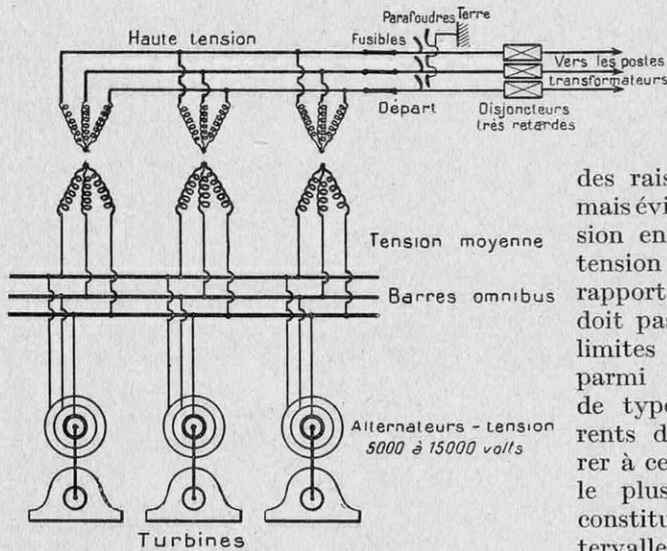 Haute tension
Fusibles
Parafoudres
Terre
Vers les postes
transformateurs
Départ
Disjoncteurs
très retardés
Tension moyenne
Barres omnibus
Alternateurs - tension
5000 à 15000 volts
Turbines
des rais
mais évi
sion en
tension
rapport
doit pas
limites
parmi
de type
rents d
rer à ce
le plus
constitu
tervalle